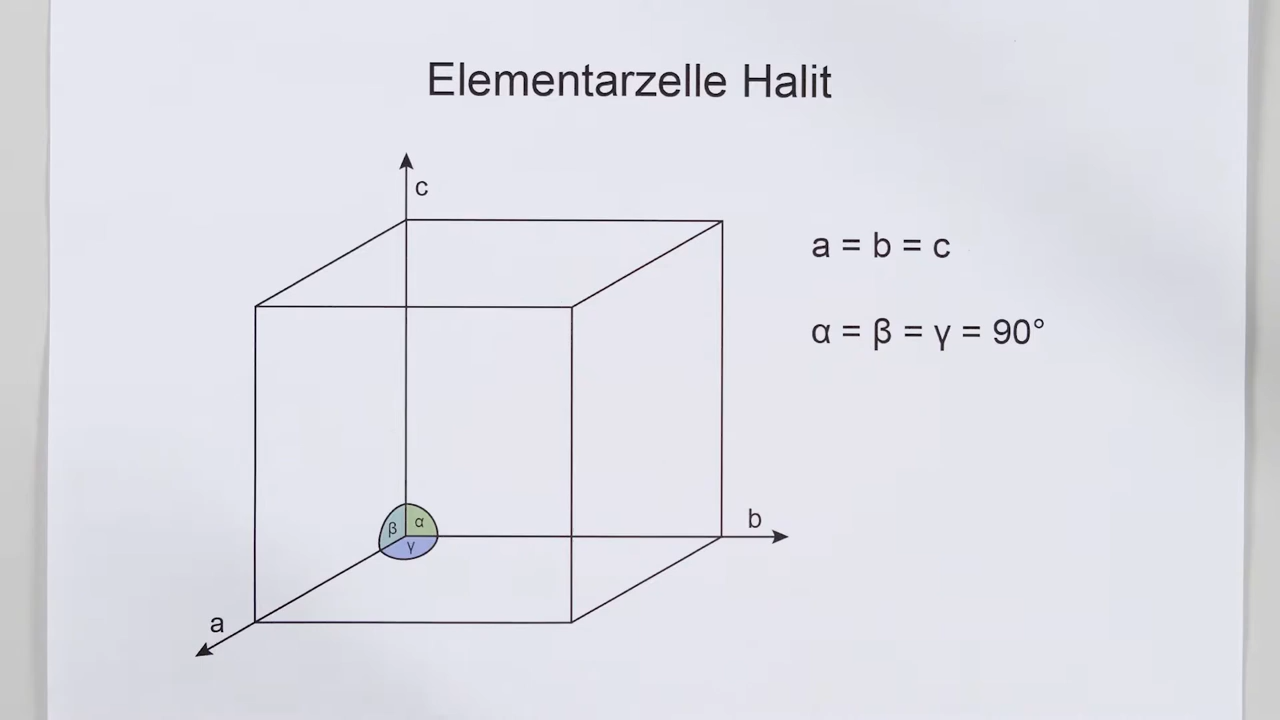 Elementarzelle Halit
c
a = b = c
α = β = γ = 90°
β α
γ
b
a